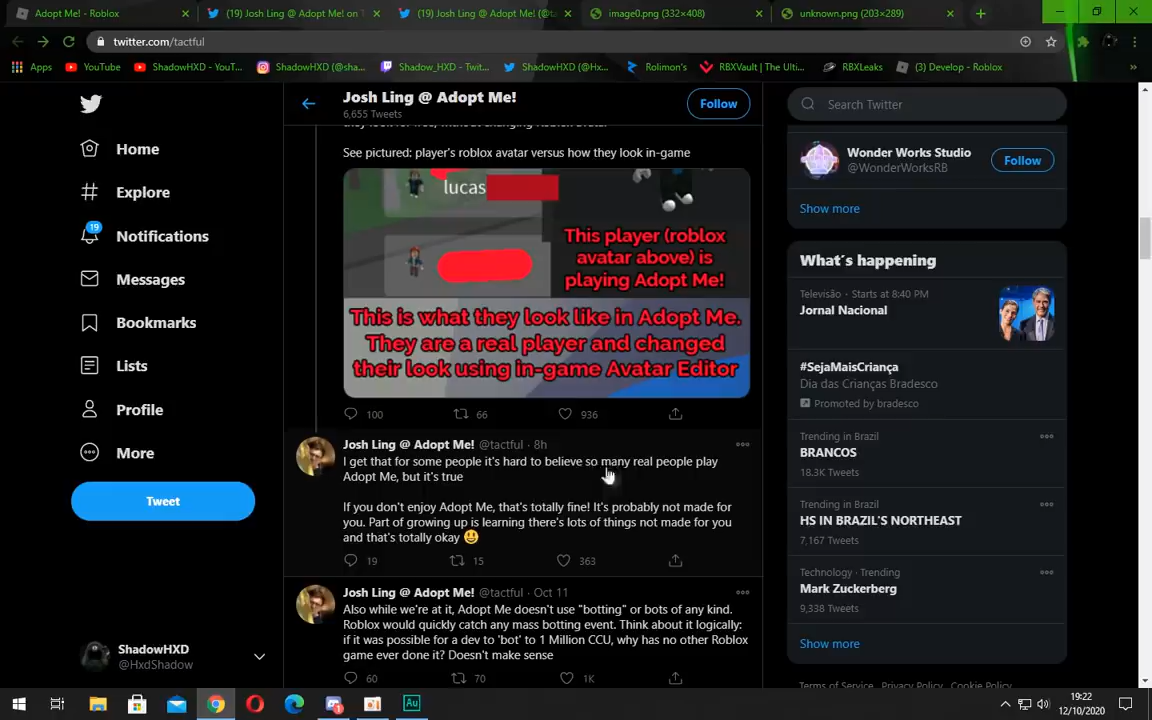 Adopt Me! - Roblox
(19) Josh Ling @ Adopt Me! on T
(19) Josh Ling @ Adopt Me! (@ta
image0.png (332×408)
unknown.png (203×289)
twitter.com/tactful
Apps
YouTube
ShadowHXD - YouT...
ShadowHXD (@sha...
Shadow_HXD - Twit...
ShadowHXD (@Hx...
Rolimon's
RBXVault | The Ulti...
RBXLeaks
(3) Develop - Roblox
Home
Explore
19
Notifications
Messages
Bookmarks
Lists
Profile
More
Tweet
ShadowHXD
@HxdShadow
Josh Ling @ Adopt Me!
6,655 Tweets
Follow
See pictured: player's roblox avatar versus how they look in-game
lucas
This player (roblox
avatar above) is
playing Adopt Me!
This is what they look like in Adopt Me.
They are a real player and changed
their look using in-game Avatar Editor
100 66 936
Josh Ling @ Adopt Me! @tactful · 8h
I get that for some people it's hard to believe so many real people play
Adopt Me, but it's true
If you don't enjoy Adopt Me, that's totally fine! It's probably not made for
you. Part of growing up is learning there's lots of things not made for you
and that's totally okay 😃
19 15 363
Josh Ling @ Adopt Me! @tactful · Oct 11
Also while we're at it, Adopt Me doesn't use "botting" or bots of any kind.
Roblox would quickly catch any mass botting event. Think about it logically:
if it was possible for a dev to 'bot' to 1 Million CCU, why has no other Roblox
game ever done it? Doesn't make sense
60 70 1K
Search Twitter
Wonder Works Studio
@WonderWorksRB
Follow
Show more
What's happening
Televisão · Starts at 8:40 PM
Jornal Nacional
#SejaMaisCriança
Dia das Crianças Bradesco
Promoted by bradesco
Trending in Brazil
BRANCOS
18.3K Tweets
Trending in Brazil
HS IN BRAZIL'S NORTHEAST
7,167 Tweets
Technology · Trending
Mark Zuckerberg
9,338 Tweets
Show more
Terms of Service Privacy Policy Cookie Policy
Au
19:22
12/10/2020